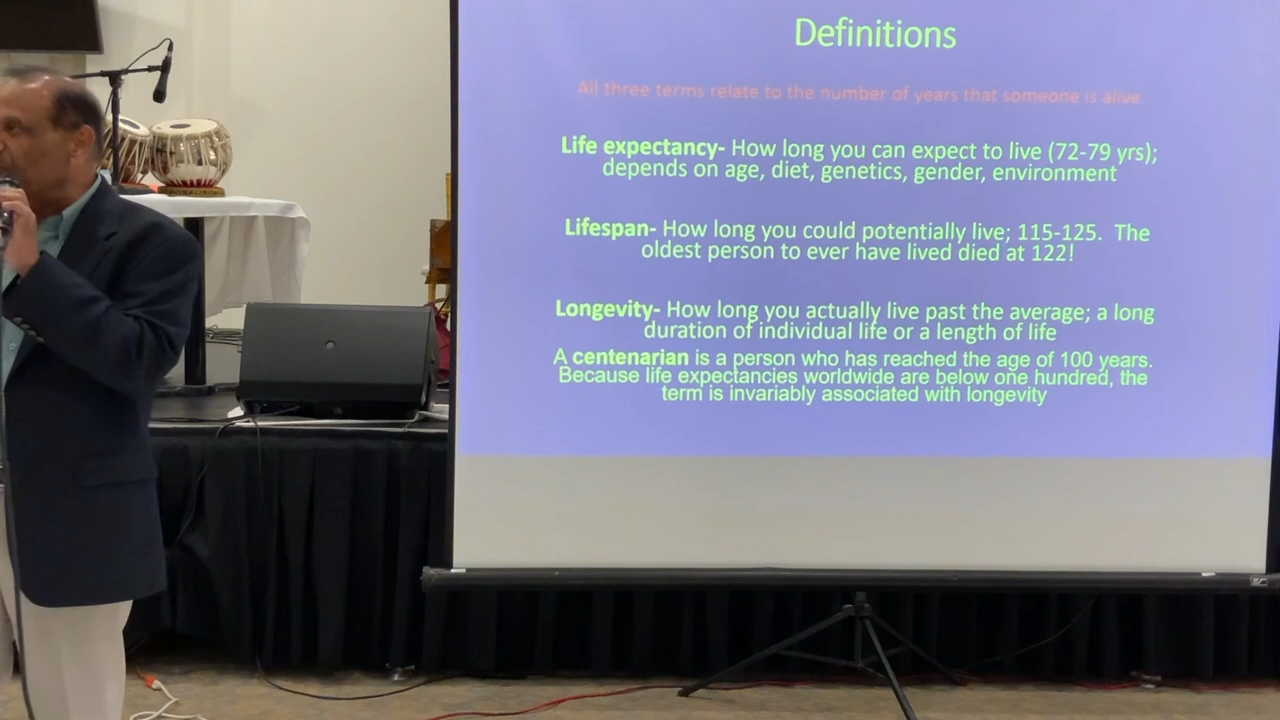 Definitions
All three terms relate to the number of years that someone is alive
Life expectancy- How long you can expect to live (72-79 yrs);
depends on age, diet, genetics, gender, environment
Lifespan- How long you could potentially live; 115-125. The
oldest person to ever have lived died at 122!
Longevity- How long you actually live past the average; a long
duration of individual life or a length of life
A centenarian is a person who has reached the age of 100 years.
Because life expectancies worldwide are below one hundred, the
term is invariably associated with longevity